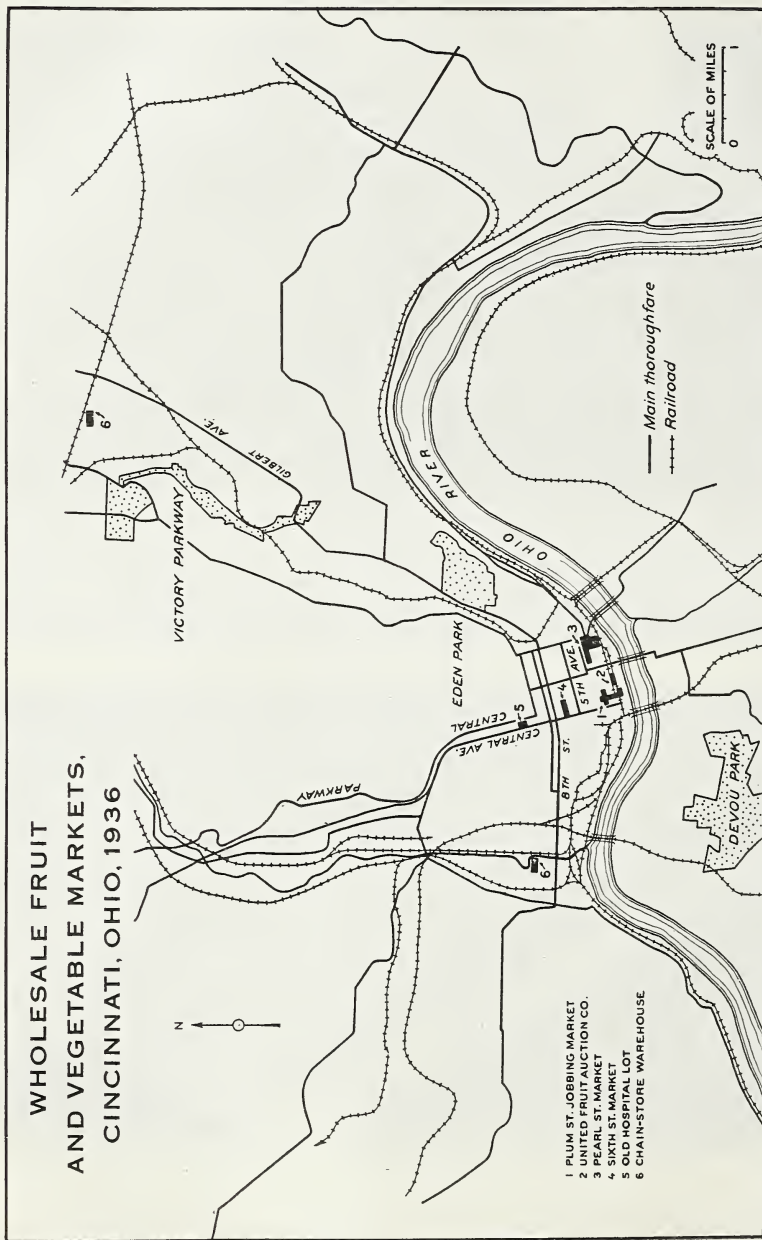 WHOLESALE FRUIT
AND VEGETABLE MARKETS,
CINCINNATI, OHIO, 1936
N
PARKWAY
CENTRAL
CENTRAL AVE.
8TH ST.
5TH AVE.
1
2
3
4
5
6
6
VICTORY PARKWAY
GILBERT AVE.
EDEN PARK
OHIO RIVER
DEVOU PARK
1 PLUM ST. JOBBING MARKET
2 UNITED FRUIT AUCTION CO.
3 PEARL ST. MARKET
4 SIXTH ST. MARKET
5 OLD HOSPITAL LOT
6 CHAIN-STORE WAREHOUSE
Main thoroughfare
Railroad
SCALE OF MILES
0 1